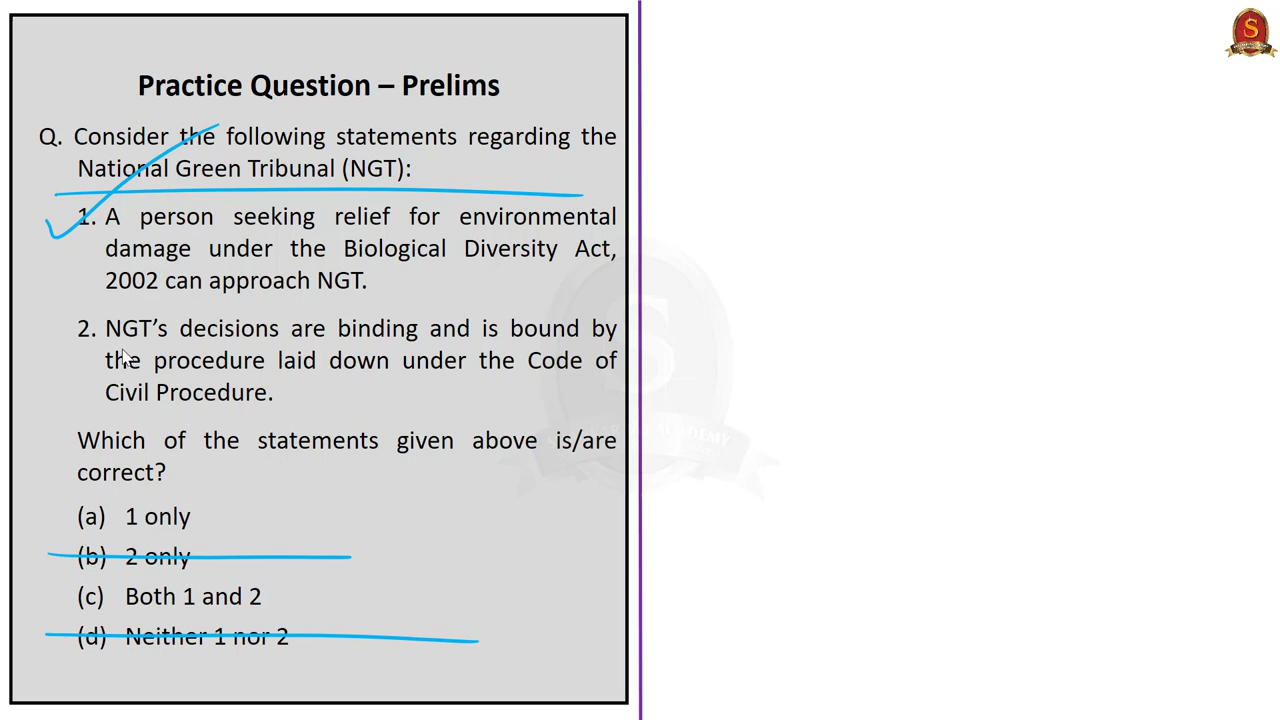 Practice Question – Prelims
Q. Consider the following statements regarding the
National Green Tribunal (NGT):
1. A person seeking relief for environmental
damage under the Biological Diversity Act,
2002 can approach NGT.
2. NGT’s decisions are binding and is bound by
the procedure laid down under the Code of
Civil Procedure.
Which of the statements given above is/are
correct?
(a) 1 only
(b) 2 only
(c) Both 1 and 2
(d) Neither 1 nor 2
S
S
ACADEMY